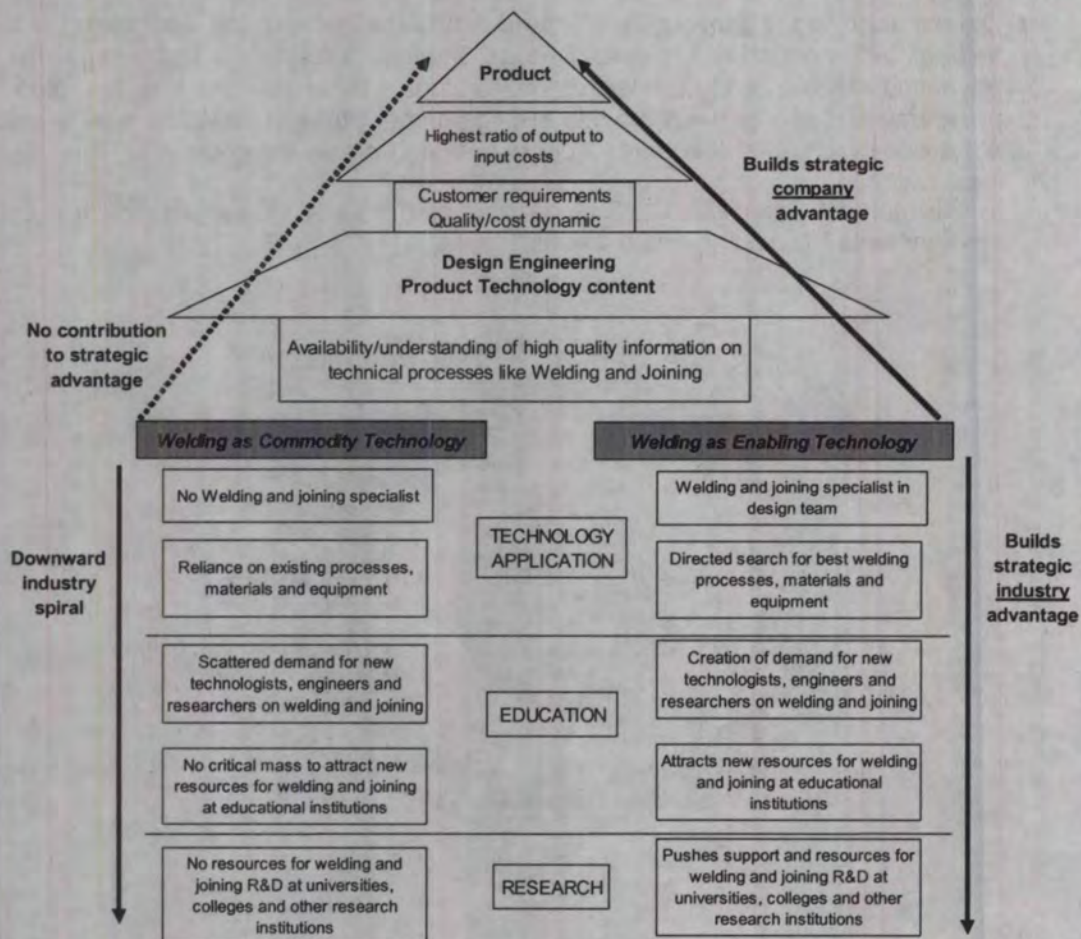 Product
Highest ratio of output to
input costs
Builds strategic
company
advantage
Customer requirements
Quality/cost dynamic
Design Engineering
Product Technology content
No contribution
to strategic
advantage
Availability/understanding of high quality information on
technical processes like Welding and Joining
Welding as Commodity Technology
Welding as Enabling Technology
No Welding and joining specialist
Welding and joining specialist in
design team
TECHNOLOGY
APPLICATION
Downward
industry
spiral
Reliance on existing processes,
materials and equipment
Directed search for best welding
processes, materials and
equipment
Builds
strategic
industry
advantage
Scattered demand for new
technologists, engineers and
researchers on welding and joining
Creation of demand for new
technologists, engineers and
researchers on welding and joining
EDUCATION
No critical mass to attract new
resources for welding and joining
at educational institutions
Attracts new resources for welding
and joining at educational
institutions
No resources for welding and
joining R&D at universities,
colleges and other research
institutions
RESEARCH
Pushes support and resources for
welding and joining R&D at
universities, colleges and other
research institutions